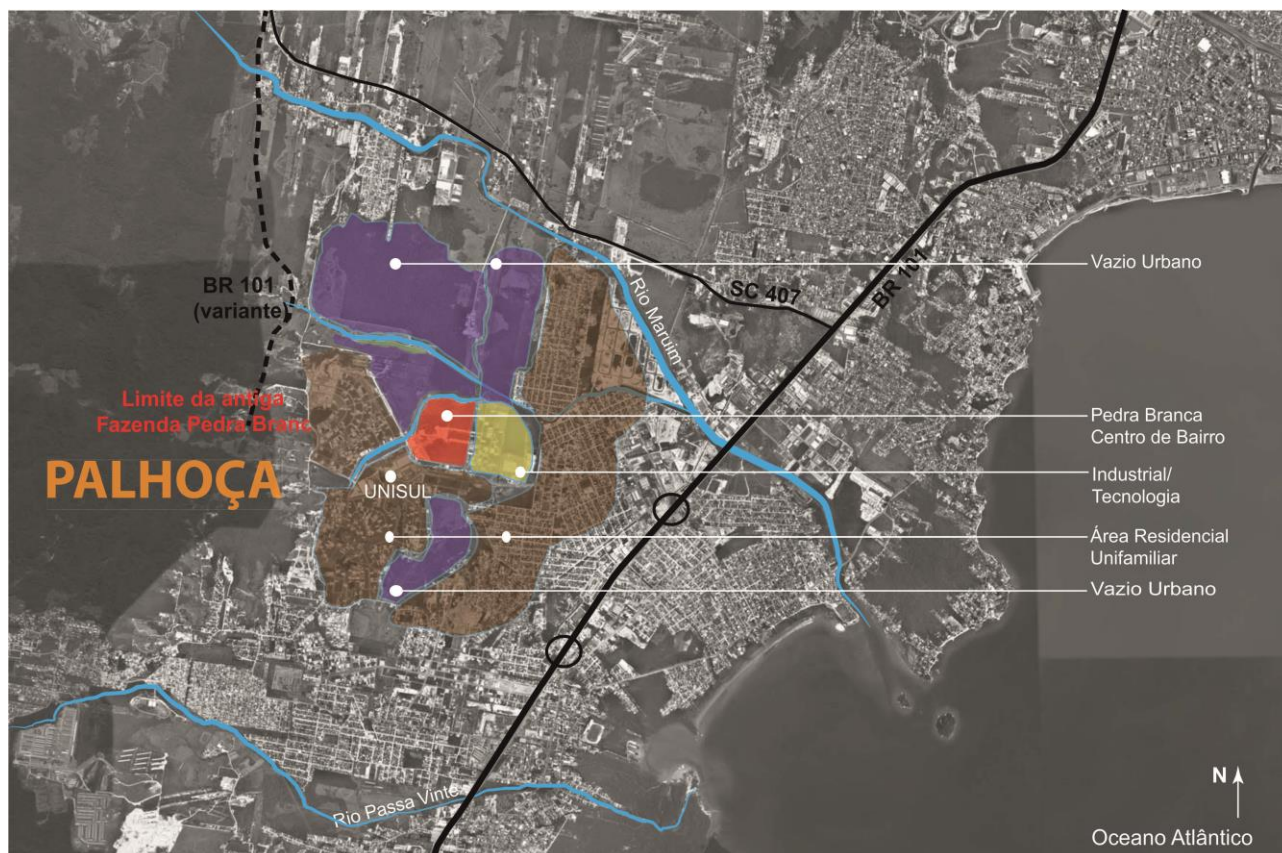 Vazio Urbano
BR 101
(variante)
SC 407
BR 101
Rio Maruim
Limite da antiga
Fazenda Pedra Branc
Pedra Branca
Centro de Bairro
PALHOÇA
UNISUL
Industrial/
Tecnologia
Área Residencial
Unifamiliar
Vazio Urbano
Rio Passa Vinte
N
Oceano Atlântico